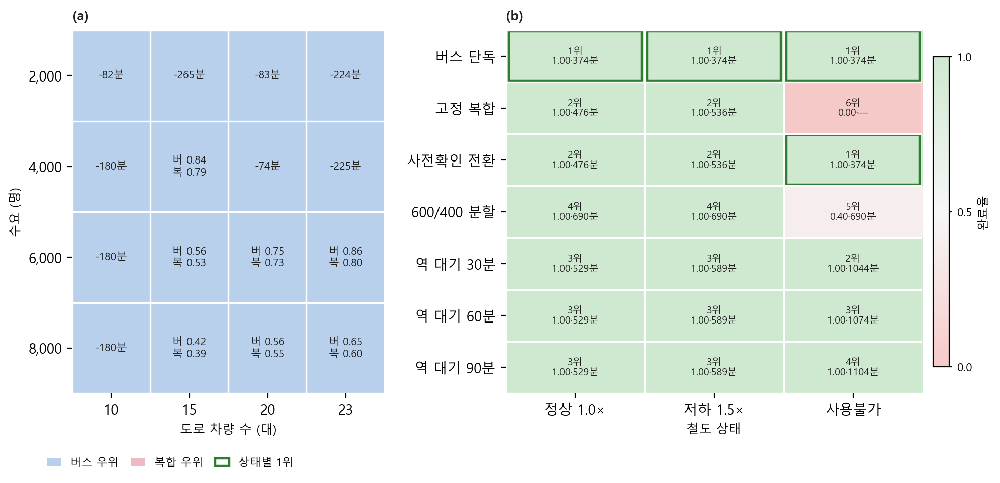 (a)
수요 (명)
2,000
-82분
-265분
-83분
-224분
4,000
-180분
버 0.84
복 0.79
-74분
-225분
6,000
-180분
버 0.56
복 0.53
버 0.75
복 0.73
버 0.86
복 0.80
8,000
-180분
버 0.42
복 0.39
버 0.56
복 0.55
버 0.65
복 0.60
10
15
20
23
도로 차량 수 (대)
버스 우위
복합 우위
상태별 1위
(b)
버스 단독
1위
1.00·374분
1위
1.00·374분
1위
1.00·374분
고정 복합
2위
1.00·476분
2위
1.00·536분
6위
0.00·—
사전확인 전환
2위
1.00·476분
2위
1.00·536분
1위
1.00·374분
600/400 분할
4위
1.00·690분
4위
1.00·690분
5위
0.40·690분
역 대기 30분
3위
1.00·529분
3위
1.00·589분
2위
1.00·1044분
역 대기 60분
3위
1.00·529분
3위
1.00·589분
3위
1.00·1074분
역 대기 90분
3위
1.00·529분
3위
1.00·589분
4위
1.00·1104분
정상 1.0×
저하 1.5×
사용불가
철도 상태
1.0
0.5
0.0
완료율